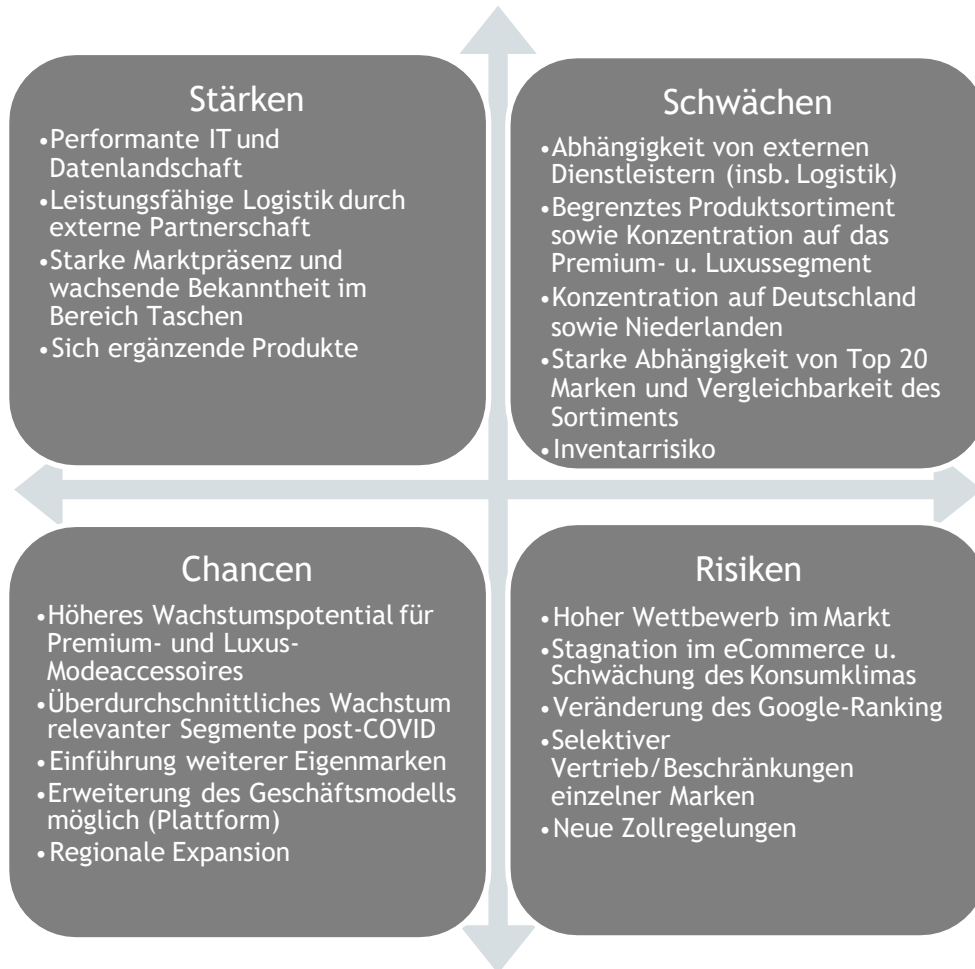 Stärken
•Performante IT und
Datenlandschaft
•Leistungsfähige Logistik durch
externe Partnerschaft
•Starke Marktpräsenz und
wachsende Bekanntheit im
Bereich Taschen
•Sich ergänzende Produkte
Schwächen
•Abhängigkeit von externen
Dienstleistern (insb. Logistik)
•Begrenztes Produktsortiment
sowie Konzentration auf das
Premium- u. Luxussegment
•Konzentration auf Deutschland
sowie Niederlanden
•Starke Abhängigkeit von Top 20
Marken und Vergleichbarkeit des
Sortiments
•Inventarrisiko
Chancen
•Höheres Wachstumspotential für
Premium- und Luxus-
Modeaccessoires
•Überdurchschnittliches Wachstum
relevanter Segmente post-COVID
•Einführung weiterer Eigenmarken
•Erweiterung des Geschäftsmodells
möglich (Plattform)
•Regionale Expansion
Risiken
•Hoher Wettbewerb im Markt
•Stagnation im eCommerce u.
Schwächung des Konsumklimas
•Veränderung des Google-Ranking
•Selektiver
Vertrieb/Beschränkungen
einzelner Marken
•Neue Zollregelungen